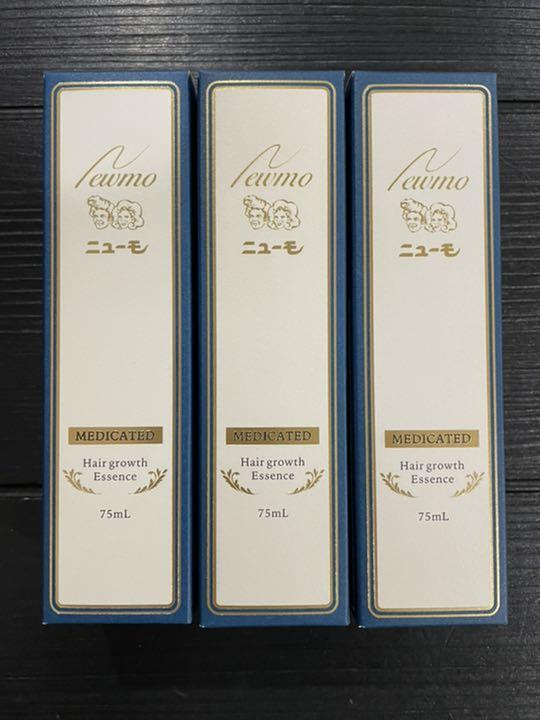 Newmo
ニューモ
MEDICATED
Hair growth
Essence
75mL
Newmo
ニューモ
MEDICATED
Hair growth
Essence
75mL
Newmo
ニューモ
MEDICATED
Hair growth
Essence
75mL